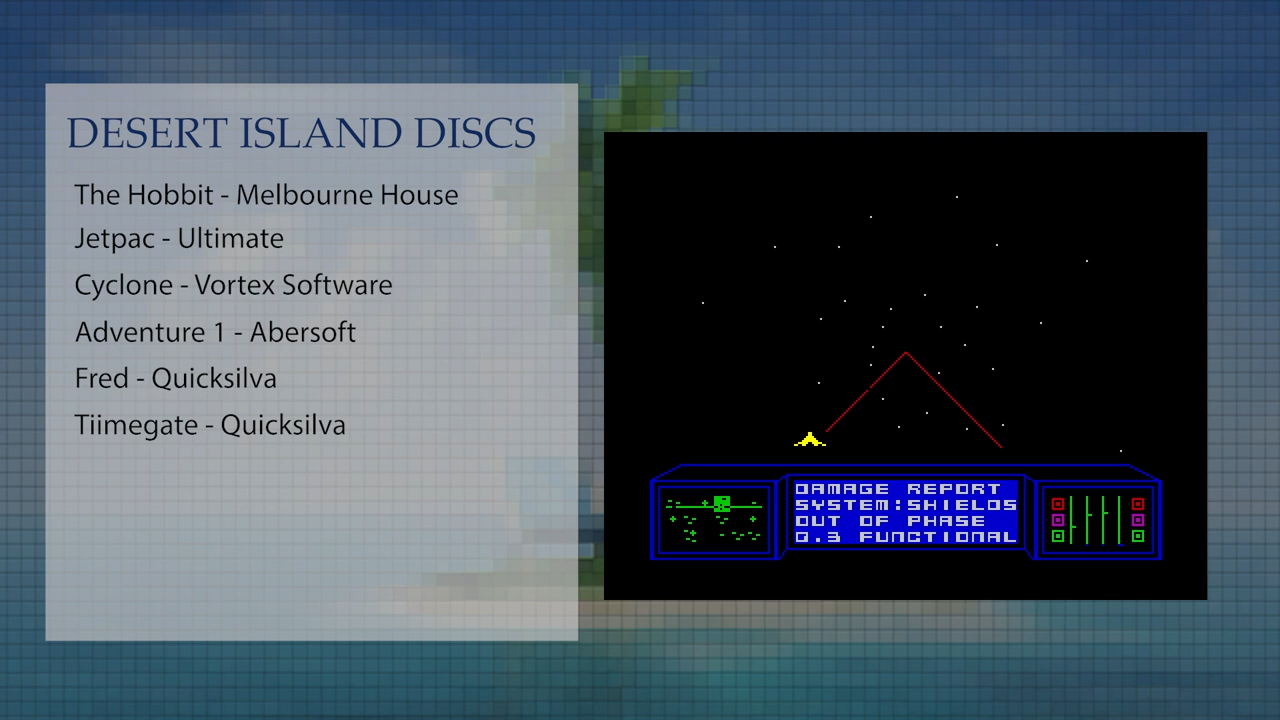 DESERT ISLAND DISCS
The Hobbit - Melbourne House
Jetpac - Ultimate
Cyclone - Vortex Software
Adventure 1 - Abersoft
Fred - Quicksilva
Tiimegate - Quicksilva
DAMAGE REPORT
SYSTEM:SHIELDS
OUT OF PHASE
Q.3 FUNCTIONAL